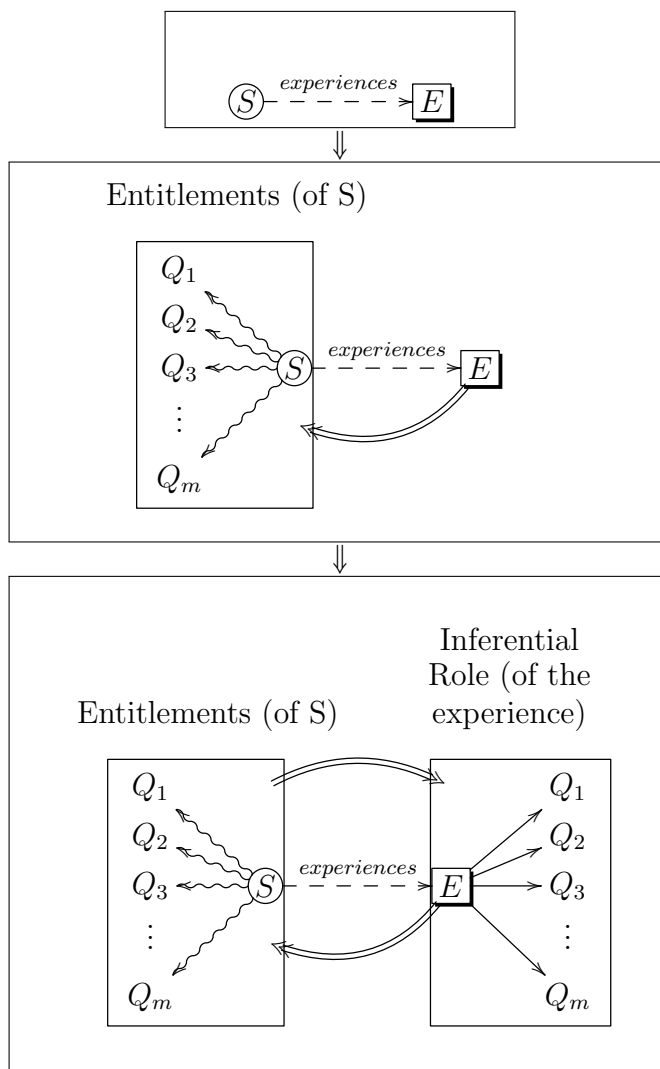 experiences
S E
Entitlements (of S)
Q1
Q2
Q3
⋮
Qm
S experiences E
Inferential
Role (of the
experience)
Entitlements (of S)
Q1
Q2
Q3
⋮
Qm
S experiences E
Q1
Q2
Q3
⋮
Qm